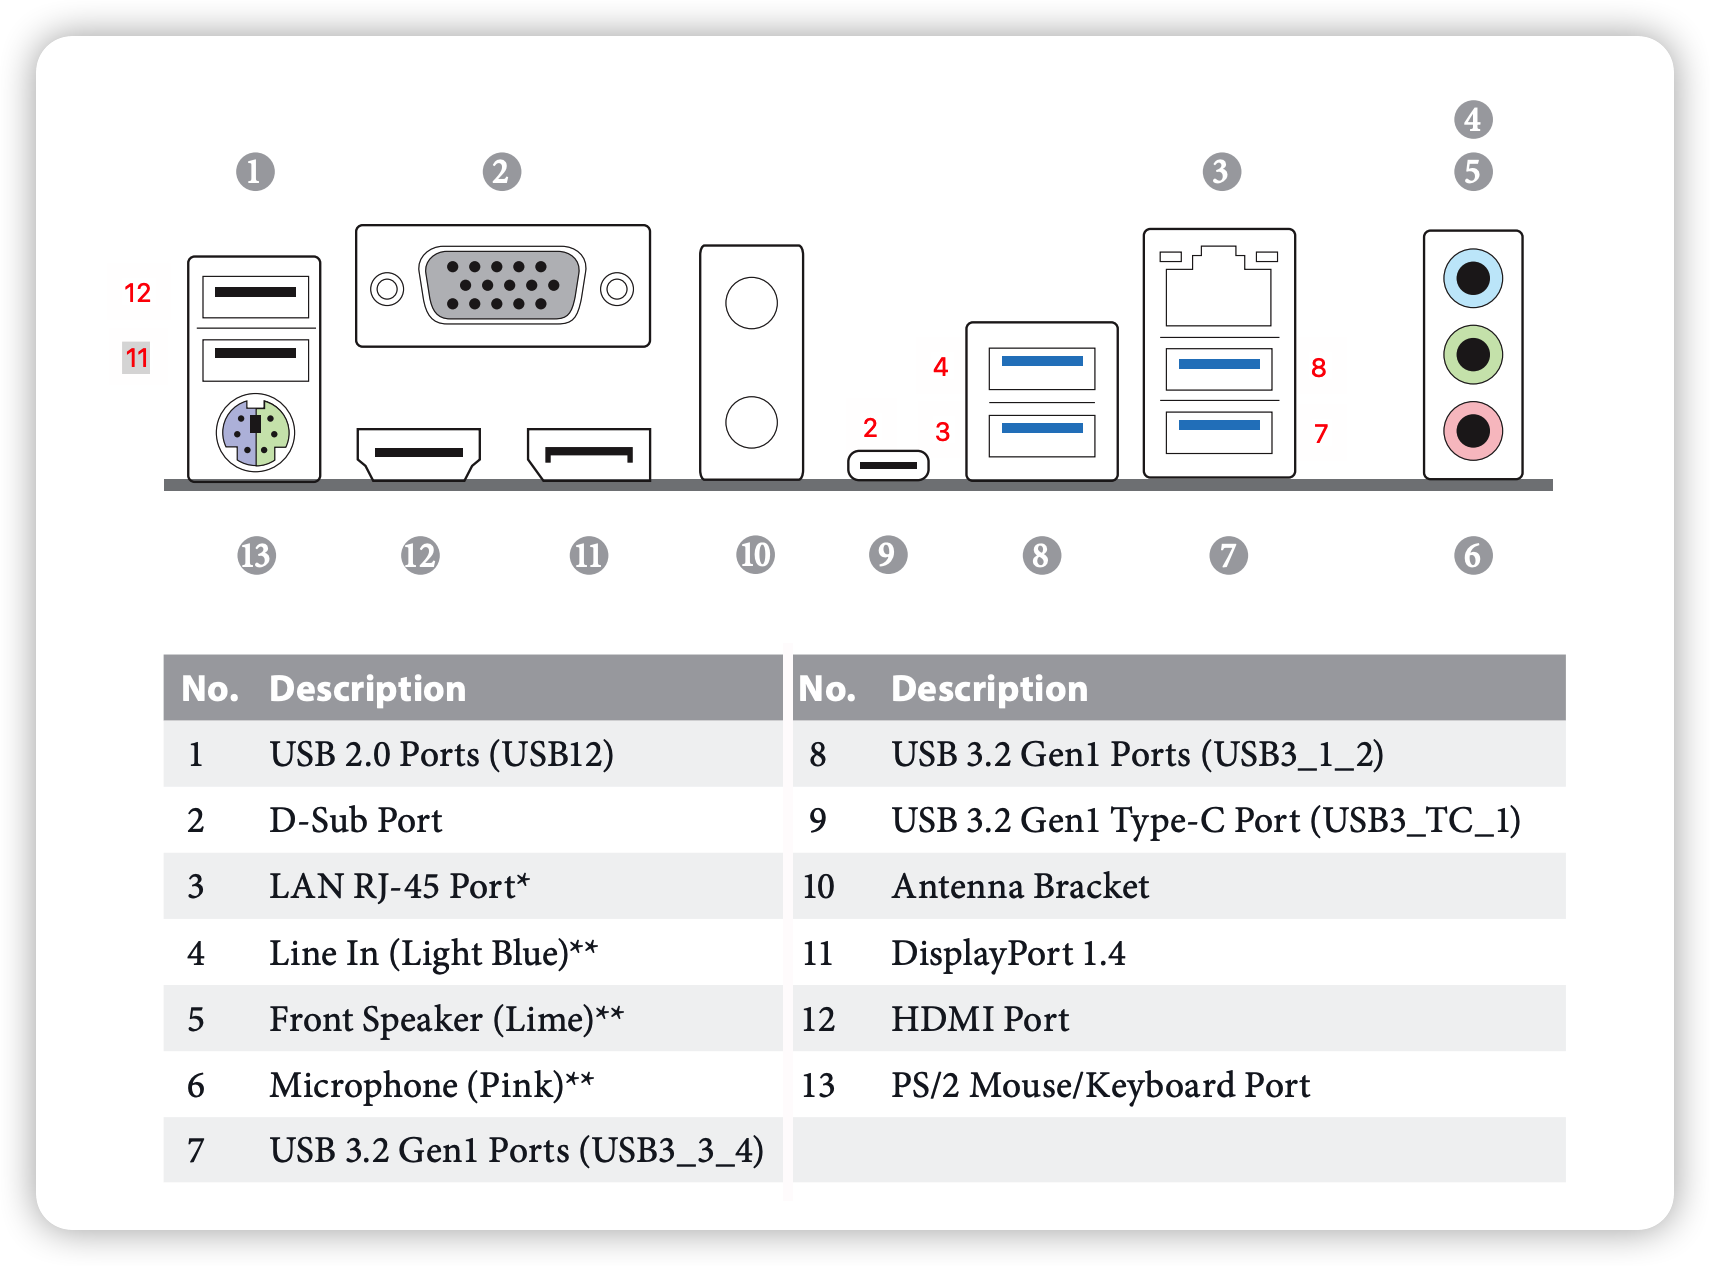 4
1
2
3
5
12
11
4
8
2
3
7
13
12
11
10
9
8
7
6
No. Description
1 USB 2.0 Ports (USB12)
2 D-Sub Port
3 LAN RJ-45 Port*
4 Line In (Light Blue)**
5 Front Speaker (Lime)**
6 Microphone (Pink)**
7 USB 3.2 Gen1 Ports (USB3_3_4)
No. Description
8 USB 3.2 Gen1 Ports (USB3_1_2)
9 USB 3.2 Gen1 Type-C Port (USB3_TC_1)
10 Antenna Bracket
11 DisplayPort 1.4
12 HDMI Port
13 PS/2 Mouse/Keyboard Port